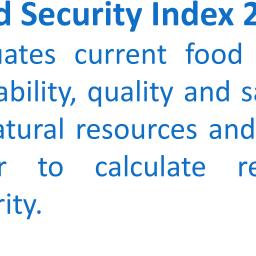 d Security Index 2
uates current food
ability, quality and sa
atural resources and
r to calculate re
rity.